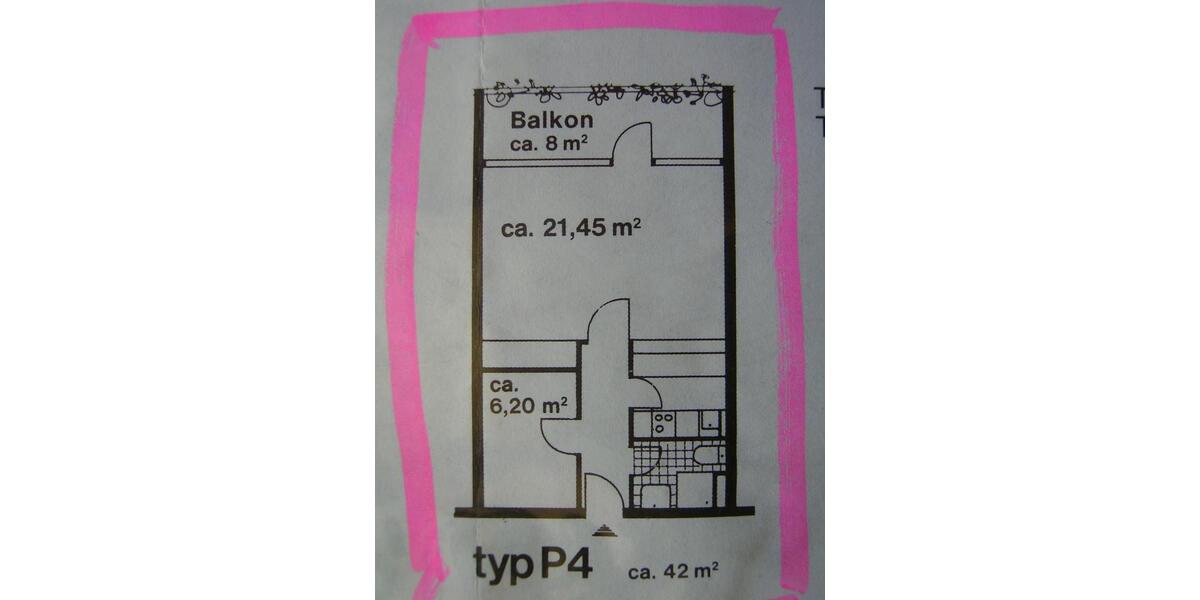 Balkon
ca. 8 m²
ca. 21,45 m²
ca.
6,20 m²
typ P4
ca. 42 m²